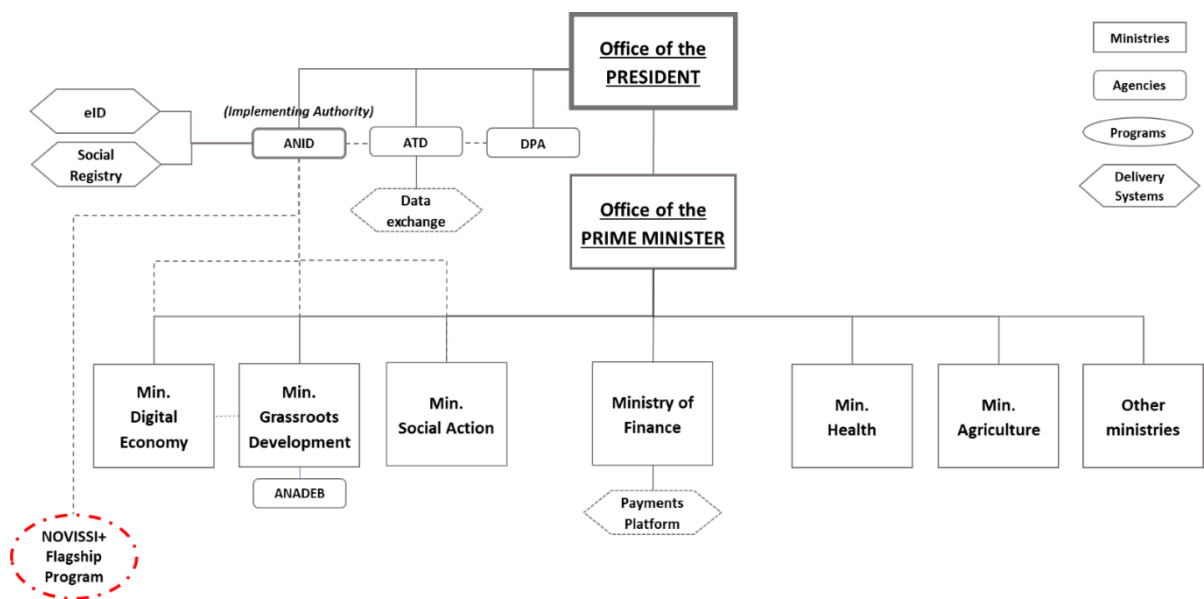 Office of the
PRESIDENT
Ministries
Agencies
Programs
Delivery
Systems
eID
Social
Registry
(Implementing Authority)
ANID
ATD
DPA
Data
exchange
Office of the
PRIME MINISTER
Min.
Digital
Economy
Min.
Grassroots
Development
Min.
Social Action
Ministry of
Finance
Min.
Health
Min.
Agriculture
Other
ministries
ANADEB
Payments
Platform
NOVISSI+
Flagship
Program